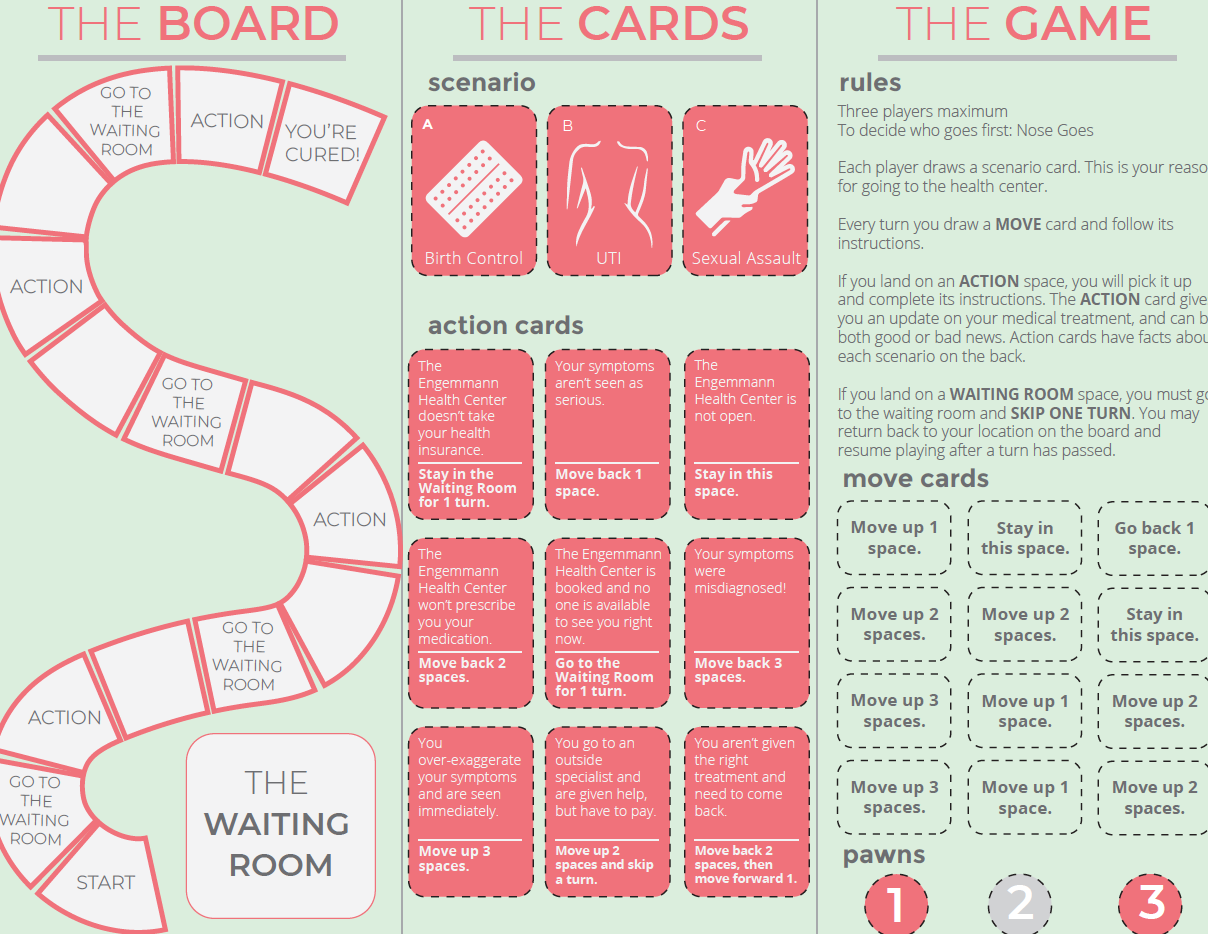 THE BOARD
GO TO
THE
WAITING
ROOM
ACTION
YOU’RE
CURED!
ACTION
GO TO
THE
WAITING
ROOM
ACTION
GO TO
THE
WAITING
ROOM
ACTION
GO TO
THE
WAITING
ROOM
START
THE
WAITING
ROOM
THE CARDS
scenario
A
Birth Control
B
UTI
C
Sexual Assault
action cards
The
Engemmann
Health Center
doesn’t take
your health
insurance.
Stay in the
Waiting Room
for 1 turn.
Your symptoms
aren’t seen as
serious.
Move back 1
space.
The
Engemmann
Health Center is
not open.
Stay in this
space.
The
Engemmann
Health Center
won’t prescribe
you your
medication.
Move back 2
spaces.
The Engemmann
Health Center is
booked and no
one is available
to see you right
now.
Go to the
Waiting Room
for 1 turn.
Your symptoms
were
misdiagnosed!
Move back 3
spaces.
You
over-exaggerate
your symptoms
and are seen
immediately.
Move up 3
spaces.
You go to an
outside
specialist and
are given help,
but have to pay.
Move up 2
spaces and skip
a turn.
You aren’t given
the right
treatment and
need to come
back.
Move back 2
spaces, then
move forward 1.
THE GAME
rules
Three players maximum
To decide who goes first: Nose Goes
Each player draws a scenario card. This is your reaso
for going to the health center.
Every turn you draw a MOVE card and follow its
instructions.
If you land on an ACTION space, you will pick it up
and complete its instructions. The ACTION card give
you an update on your medical treatment, and can b
both good or bad news. Action cards have facts abou
each scenario on the back.
If you land on a WAITING ROOM space, you must go
to the waiting room and SKIP ONE TURN. You may
return back to your location on the board and
resume playing after a turn has passed.
move cards
Move up 1
space.
Stay in
this space.
Go back 1
space.
Move up 2
spaces.
Move up 2
spaces.
Stay in
this space.
Move up 3
spaces.
Move up 1
space.
Move up 2
spaces.
Move up 3
spaces.
Move up 1
space.
Move up 2
spaces.
pawns
1
2
3